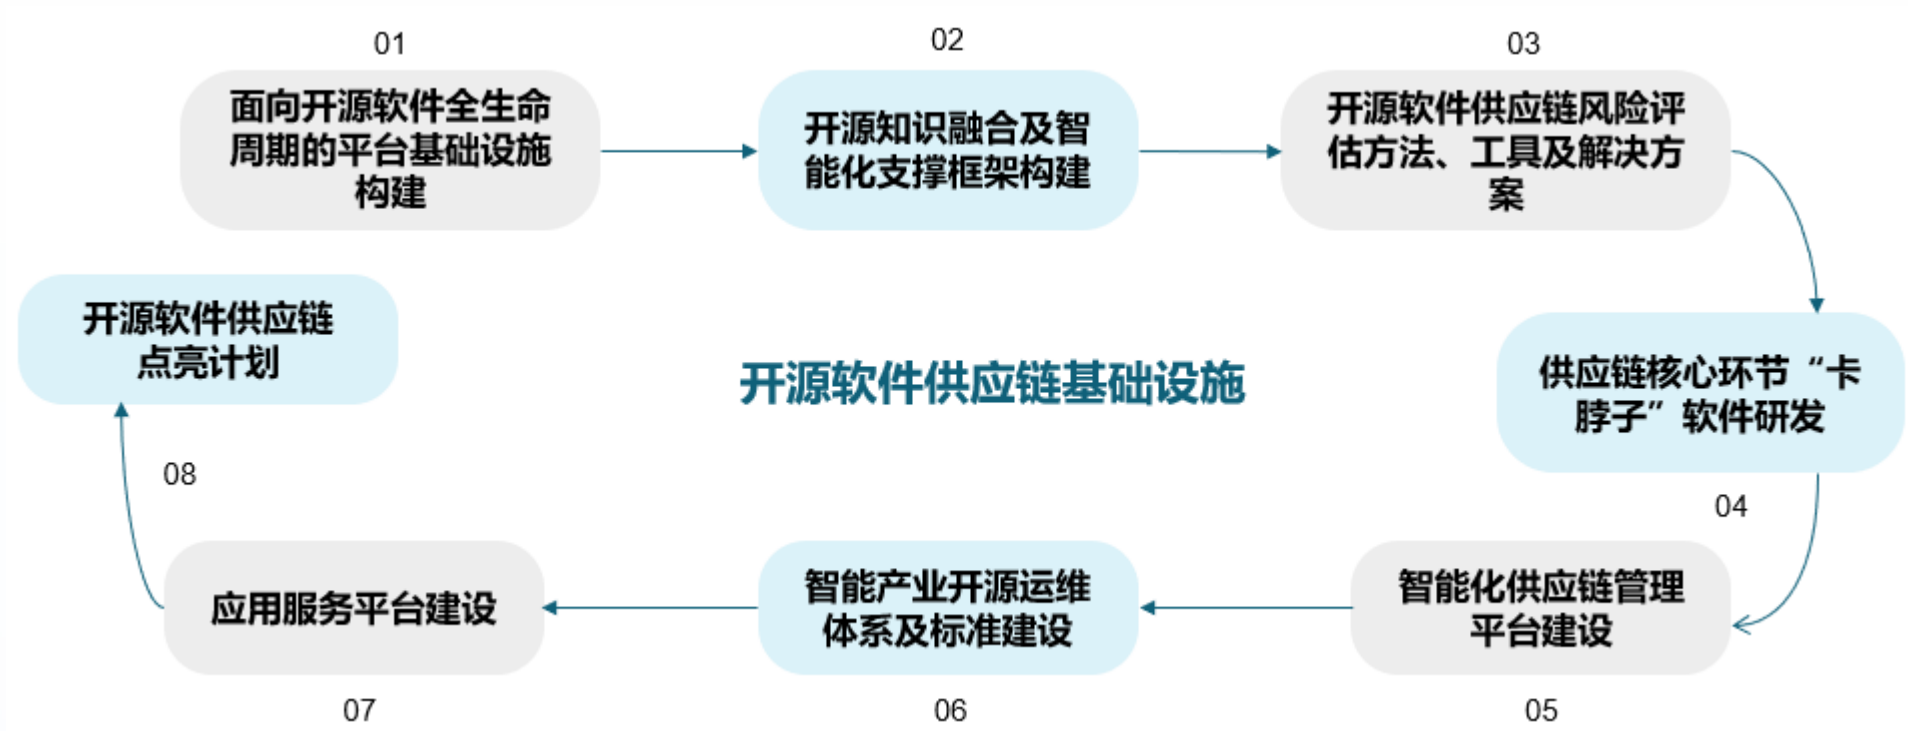 01
面向开源软件全生命
周期的平台基础设施
构建
02
开源知识融合及智
能化支撑框架构建
03
开源软件供应链风险评
估方法、工具及解决方
案
供应链核心环节“卡
脖子”软件研发
04
开源软件供应链基础设施
智能化供应链管理
平台建设
05
智能产业开源运维
体系及标准建设
06
应用服务平台建设
07
08
开源软件供应链
点亮计划